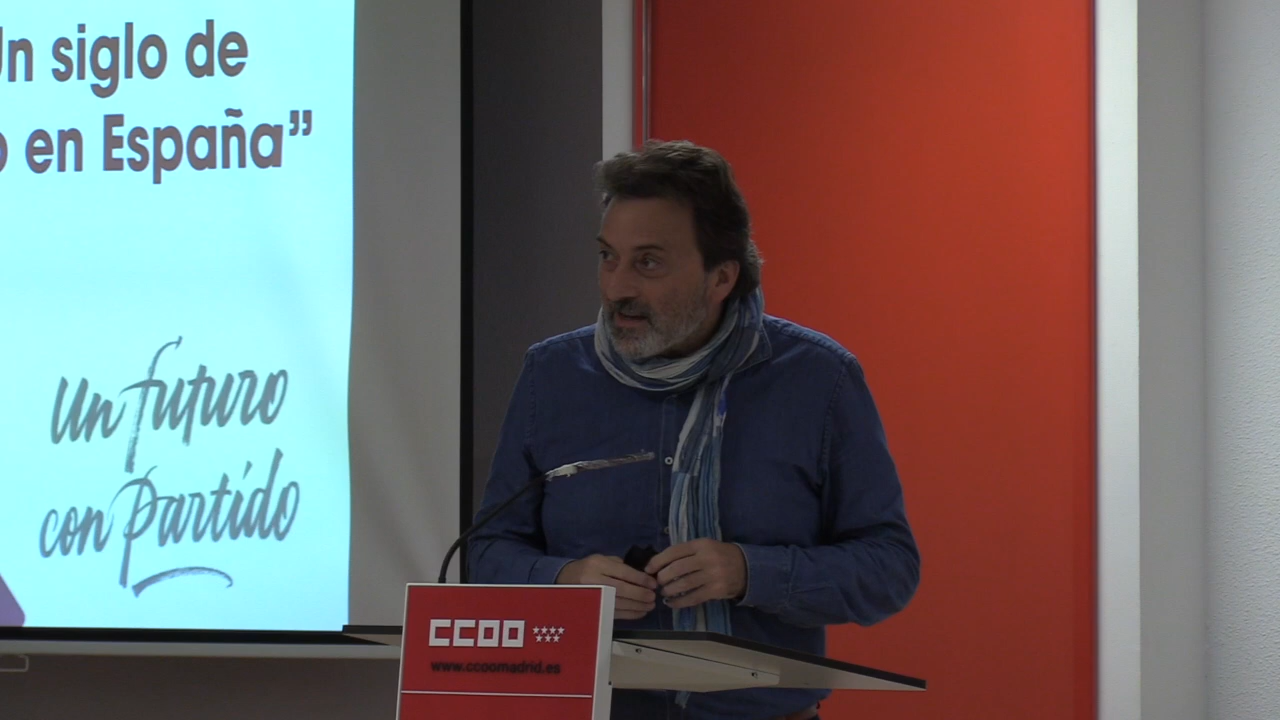 Un siglo de
en España”
Un futuro
con Partido
CCOO
www.ccoomadrid.es